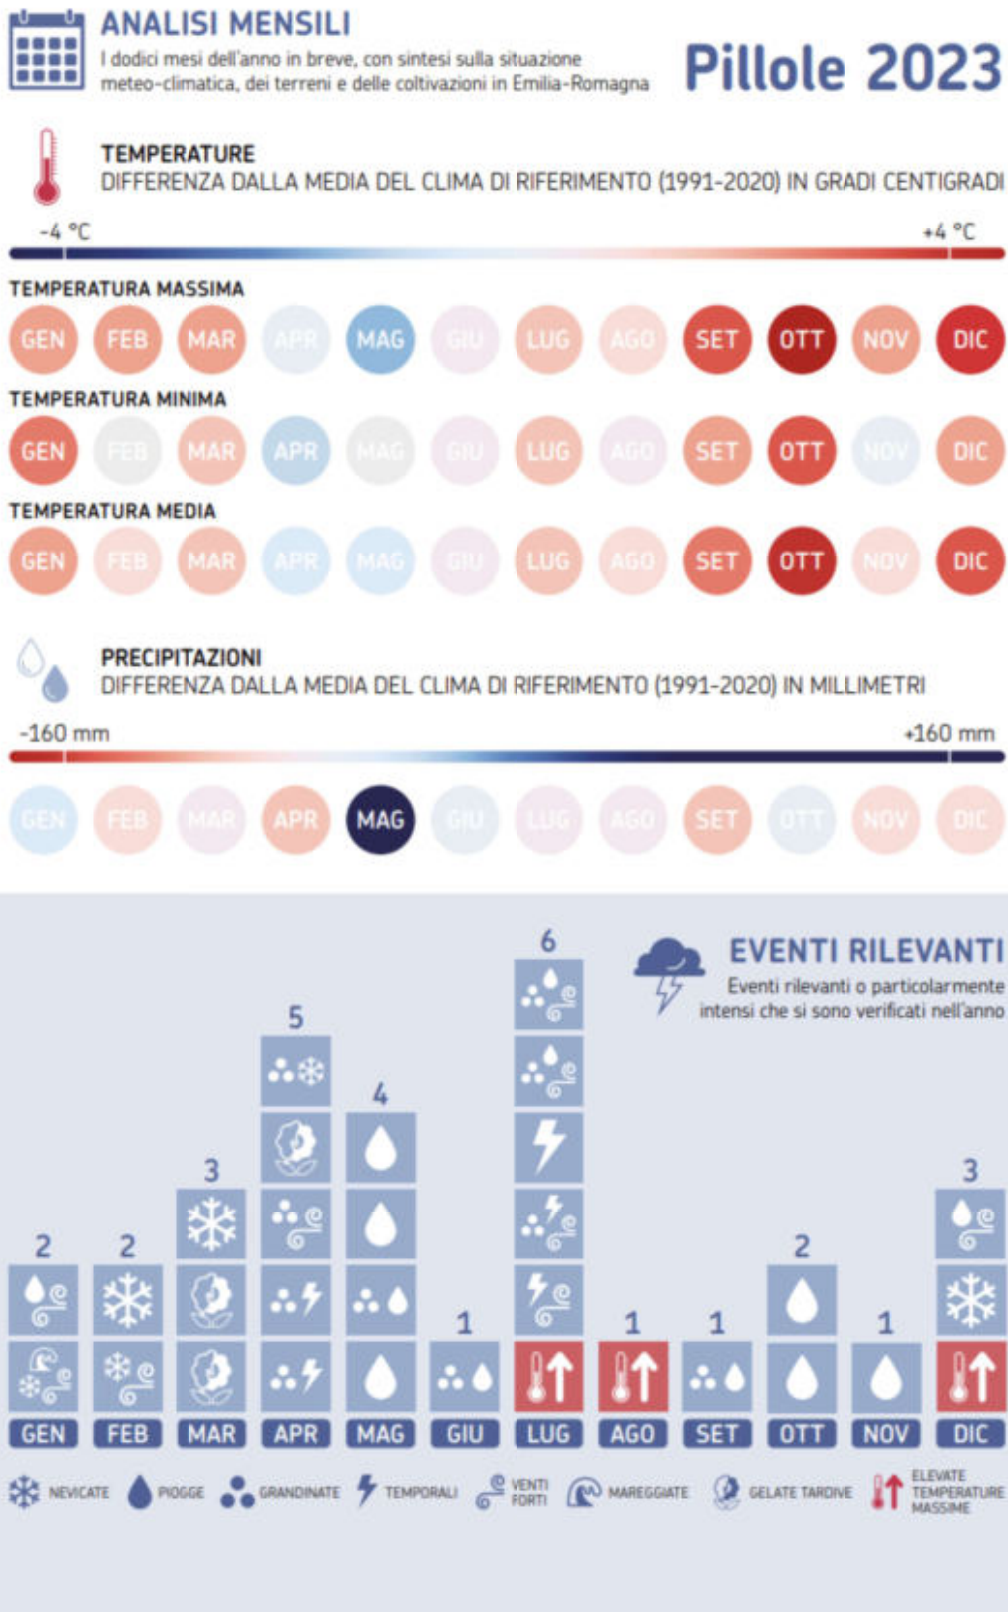 ANALISI MENSILI
I dodici mesi dell'anno in breve, con sintesi sulla situazione
meteo-climatica, dei terreni e delle coltivazioni in Emilia-Romagna
Pillole 2023
TEMPERATURE
DIFFERENZA DALLA MEDIA DEL CLIMA DI RIFERIMENTO (1991-2020) IN GRADI CENTIGRADI
-4 °C +4 °C
TEMPERATURA MASSIMA
GEN FEB MAR APR MAG GIU LUG AGO SET OTT NOV DIC
TEMPERATURA MINIMA
GEN FEB MAR APR MAG GIU LUG AGO SET OTT NOV DIC
TEMPERATURA MEDIA
GEN FEB MAR APR MAG GIU LUG AGO SET OTT NOV DIC
PRECIPITAZIONI
DIFFERENZA DALLA MEDIA DEL CLIMA DI RIFERIMENTO (1991-2020) IN MILLIMETRI
-160 mm +160 mm
GEN FEB MAR APR MAG GIU LUG AGO SET OTT NOV DIC
EVENTI RILEVANTI
Eventi rilevanti o particolarmente
intensi che si sono verificati nell'anno
2 2 3 5 4 1 6 1 1 2 1 3
GEN FEB MAR APR MAG GIU LUG AGO SET OTT NOV DIC
NEVICATE PIOGGE GRANDINATE TEMPORALI VENTI FORTI MAREGGIATE GELATE TARDIVE ELEVATE TEMPERATURE MASSIME